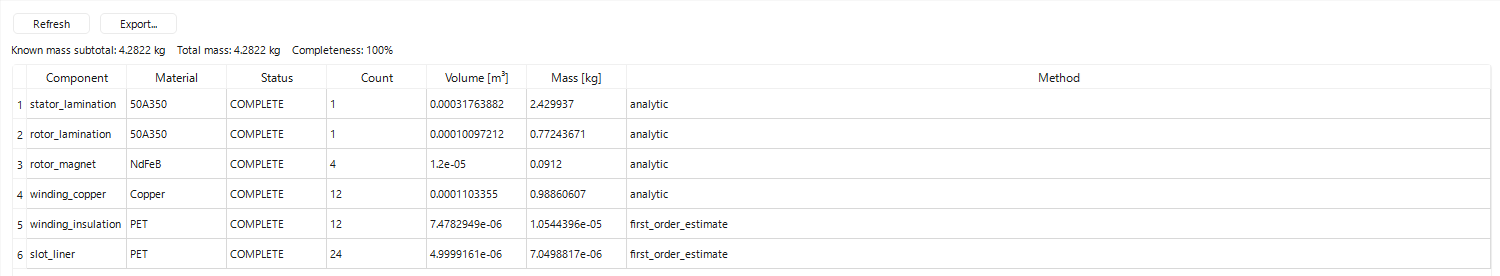 Refresh Export...
Known mass subtotal: 4.2822 kg Total mass: 4.2822 kg Completeness: 100%
Component Material Status Count Volume [m³] Mass [kg] Method
1 stator_lamination 50A350 COMPLETE 1 0.00031763882 2.429937 analytic
2 rotor_lamination 50A350 COMPLETE 1 0.00010097212 0.77243671 analytic
3 rotor_magnet NdFeB COMPLETE 4 1.2e-05 0.0912 analytic
4 winding_copper Copper COMPLETE 12 0.0001103355 0.98860607 analytic
5 winding_insulation PET COMPLETE 12 7.4782949e-06 1.0544396e-05 first_order_estimate
6 slot_liner PET COMPLETE 24 4.9999161e-06 7.0498817e-06 first_order_estimate